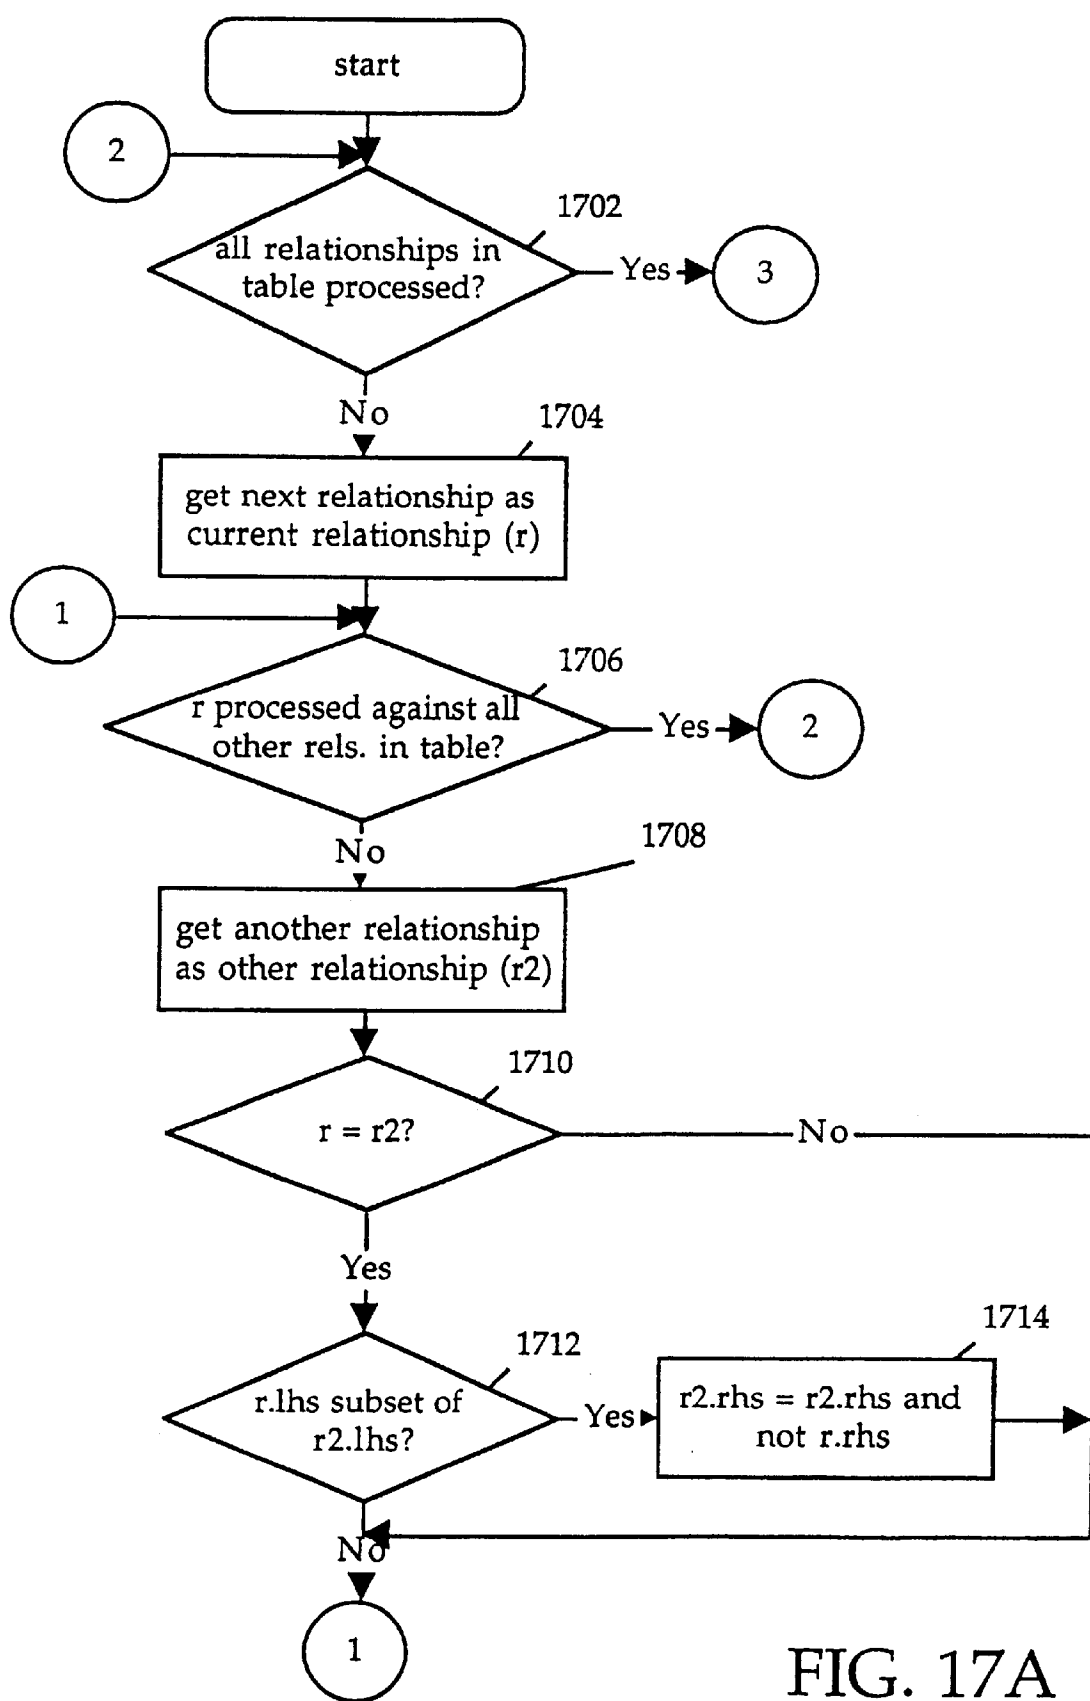 start
2
1702
all relationships in
table processed?
Yes
3
No
1704
get next relationship as
current relationship (r)
1
1706
r processed against all
other rels. in table?
Yes
2
No
1708
get another relationship
as other relationship (r2)
1710
r = r2?
No
Yes
1712
1714
r.lhs subset of
r2.lhs?
Yes
r2.rhs = r2.rhs and
not r.rhs
No
1
FIG. 17A